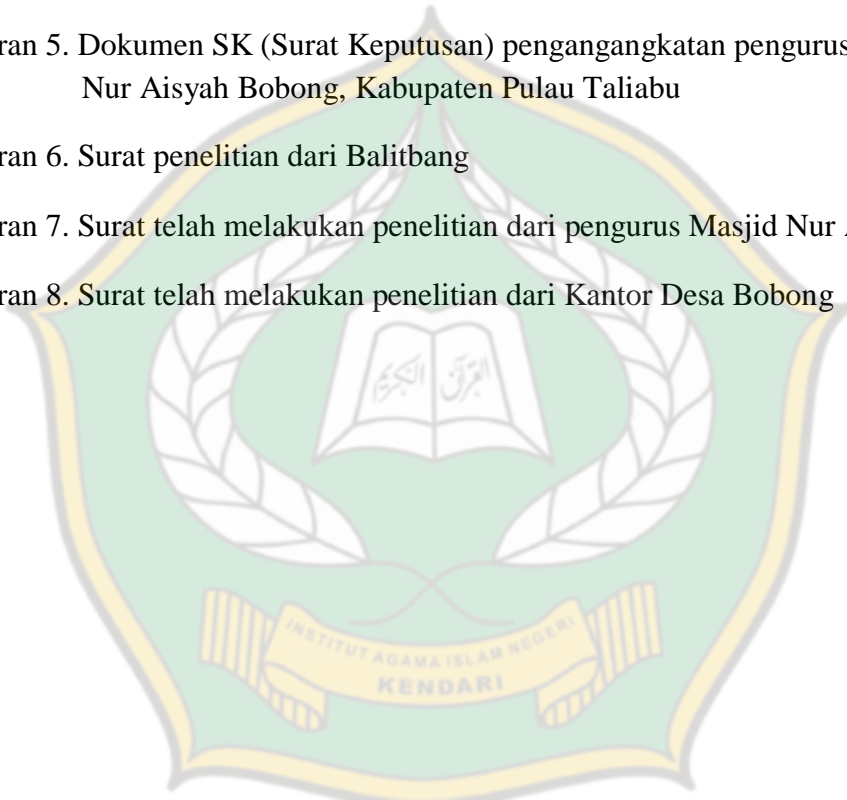 ran 5. Dokumen SK (Surat Keputusan) pengangangkatan pengurus
Nur Aisyah Bobong, Kabupaten Pulau Taliabu
ran 6. Surat penelitian dari Balitbang
ran 7. Surat telah melakukan penelitian dari pengurus Masjid Nur A
ran 8. Surat telah melakukan penelitian dari Kantor Desa Bobong
القرآن الكريم
INSTITUT AGAMA ISLAM NEGERI
KENDARI